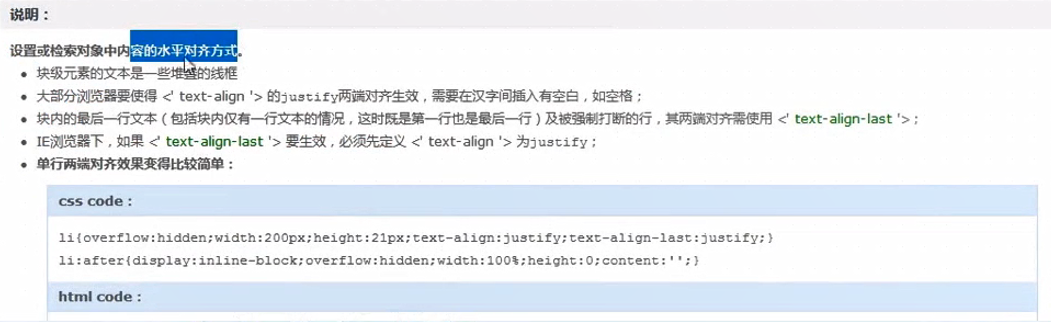 说明：
设置或检索对象中内容的水平对齐方式。
块级元素的文本是一些堆叠的线框
大部分浏览器要使得 <' text-align '> 的justify两端对齐生效，需要在汉字间插入有空白，如空格；
块内的最后一行文本（包括块内仅有一行文本的情况，这时既是第一行也是最后一行）及被强制打断的行，其两端对齐需使用 <' text-align-last '>；
IE浏览器下，如果 <' text-align-last '> 要生效，必须先定义 <' text-align '> 为justify；
单行两端对齐效果变得比较简单：
css code：
li{overflow:hidden;width:200px;height:21px;text-align:justify;text-align-last:justify;}
li:after{display:inline-block;overflow:hidden;width:100%;height:0;content:'';}
html code：